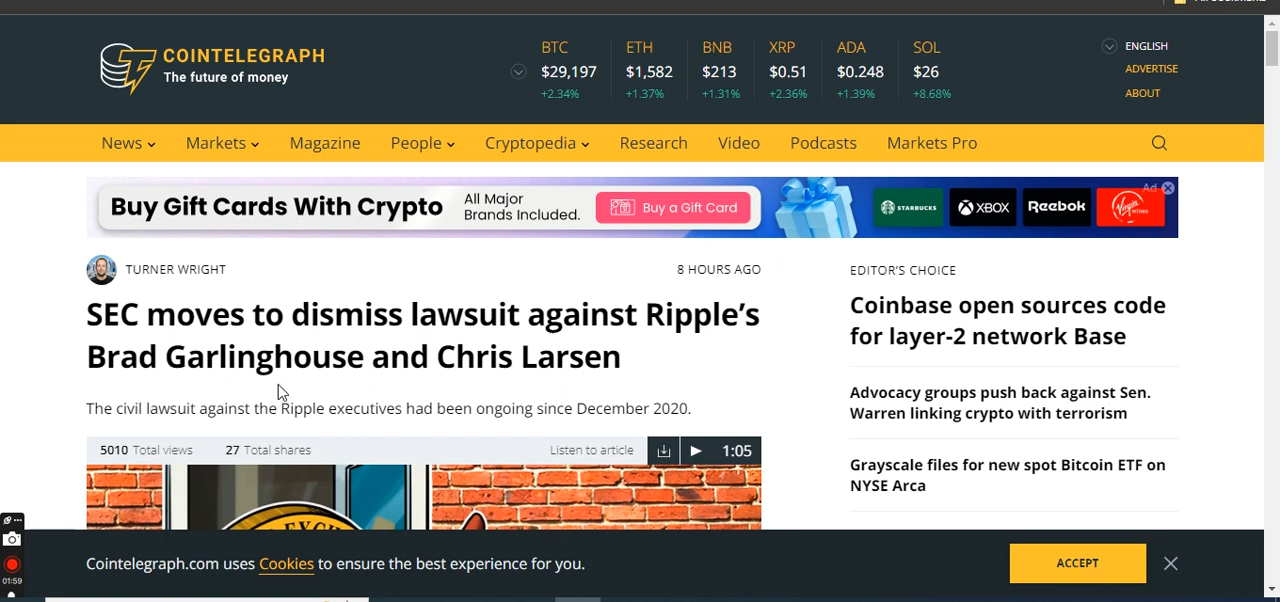 COINTELEGRAPH
The future of money
BTC ETH BNB XRP ADA SOL
$29,197 $1,582 $213 $0.51 $0.248 $26
+2.34% +1.37% +1.31% +2.36% +1.39% +8.68%
ENGLISH
ADVERTISE
ABOUT
News Markets Magazine People Cryptopedia Research Video Podcasts Markets Pro
Buy Gift Cards With Crypto
All Major
Brands Included.
Buy a Gift Card
STARBUCKS XBOX Reebok
Ad
TURNER WRIGHT
8 HOURS AGO
SEC moves to dismiss lawsuit against Ripple's
Brad Garlinghouse and Chris Larsen
The civil lawsuit against the Ripple executives had been ongoing since December 2020.
5010 Total views 27 Total shares Listen to article 1:05
EDITOR'S CHOICE
Coinbase open sources code
for layer-2 network Base
Advocacy groups push back against Sen.
Warren linking crypto with terrorism
Grayscale files for new spot Bitcoin ETF on
NYSE Arca
Cointelegraph.com uses Cookies to ensure the best experience for you.
ACCEPT
01:59